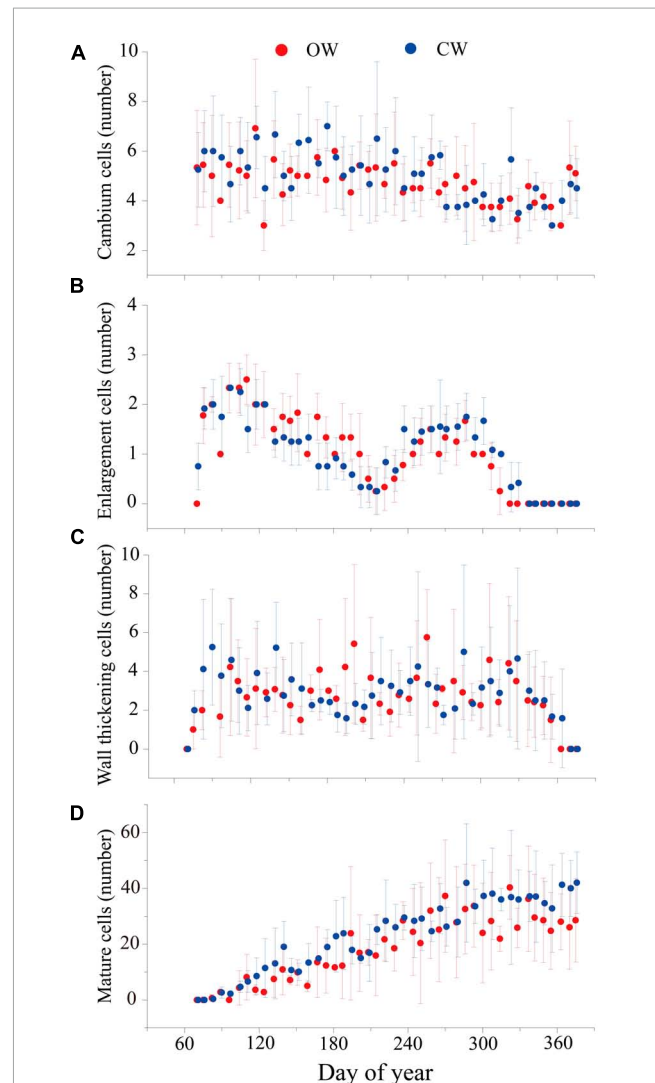 A
OW CW
Cambium cells (number)
10
8
6
4
2
B
Enlargement cells (number)
4
3
2
1
0
C
Wall thickening cells (number)
10
8
6
4
2
0
D
Mature cells (number)
60
40
20
0
60 120 180 240 300 360
Day of year